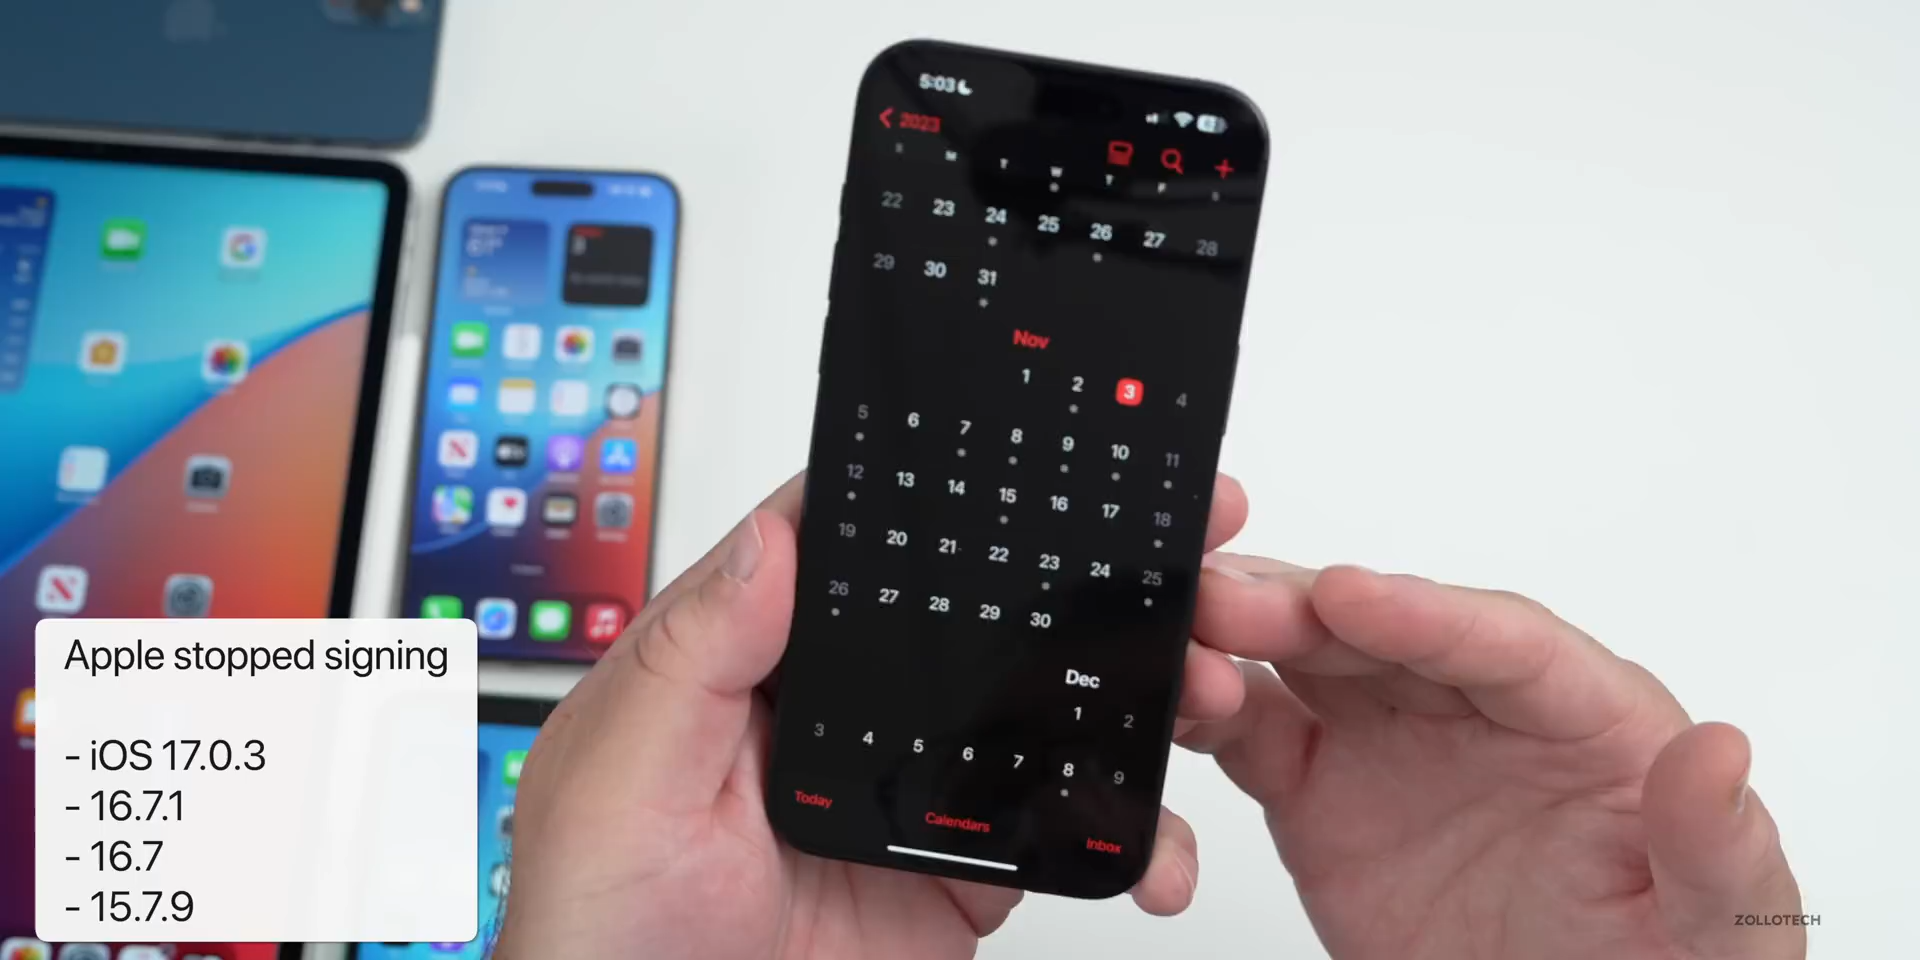 5:03
2023
S M T W T F S
22 23 24 25 26 27 28
29 30 31
Nov
1 2 3 4
5 6 7 8 9 10 11
12 13 14 15 16 17 18
19 20 21 22 23 24 25
26 27 28 29 30
Dec
1 2
3 4 5 6 7 8 9
Today Calendars Inbox
Apple stopped signing
- iOS 17.0.3
- 16.7.1
- 16.7
- 15.7.9
ZOLLOTECH